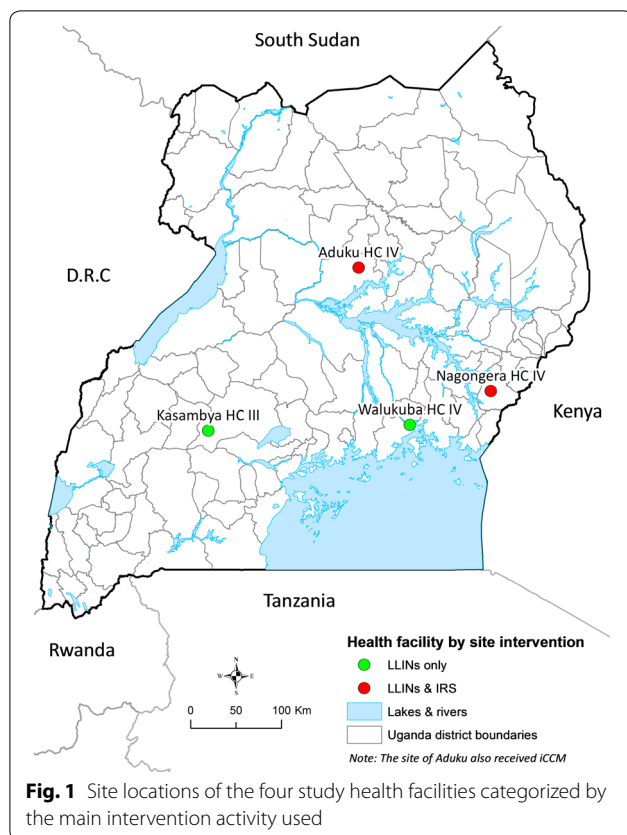 South Sudan
Aduku HC IV
D.R.C
Nagongera HC IV
Kasambya HC III
Walukuba HC IV
Kenya
Tanzania
Rwanda
Health facility by site intervention
LLINs only
LLINs & IRS
Lakes & rivers
Uganda district boundaries
Note: The site of Aduku also received iCCM
N
W E
S
0 50 100 Km
Fig. 1 Site locations of the four study health facilities categorized by
the main intervention activity used